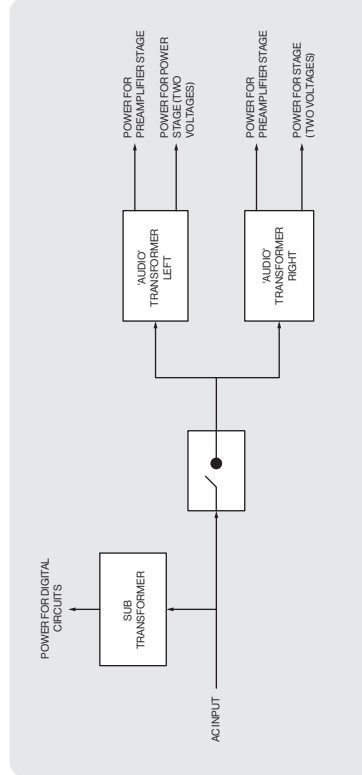 POWER FOR DIGITAL
CIRCUITS
SUB
TRANSFORMER
AC INPUT
'AUDIO'
TRANSFORMER
LEFT
POWER FOR
PREAMPLIFIER STAGE
POWER FOR POWER
STAGE (TWO
VOLTAGES)
'AUDIO'
TRANSFORMER
RIGHT
POWER FOR
PREAMPLIFIER STAGE
POWER FOR STAGE
(TWO VOLTAGES)